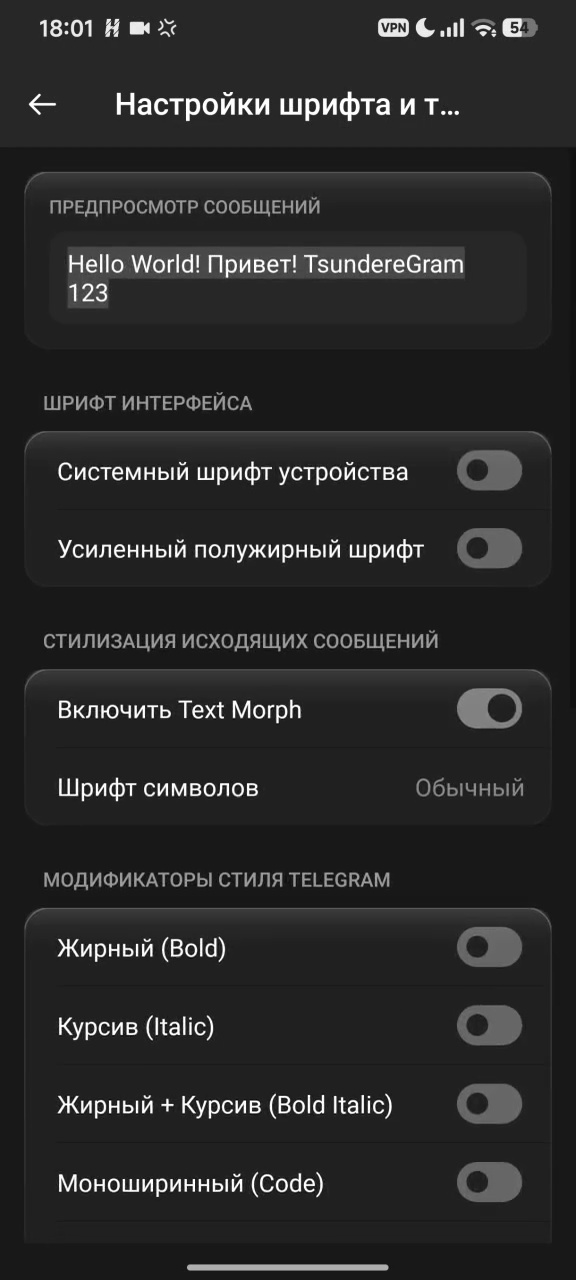 18:01 VPN 54
Настройки шрифта и т...
ПРЕДПРОСМОТР СООБЩЕНИЙ
Hello World! Привет! TsundereGram
123
ШРИФТ ИНТЕРФЕЙСА
Системный шрифт устройства
Усиленный полужирный шрифт
СТИЛИЗАЦИЯ ИСХОДЯЩИХ СООБЩЕНИЙ
Включить Text Morph
Шрифт символов Обычный
МОДИФИКАТОРЫ СТИЛЯ TELEGRAM
Жирный (Bold)
Курсив (Italic)
Жирный + Курсив (Bold Italic)
Моноширинный (Code)